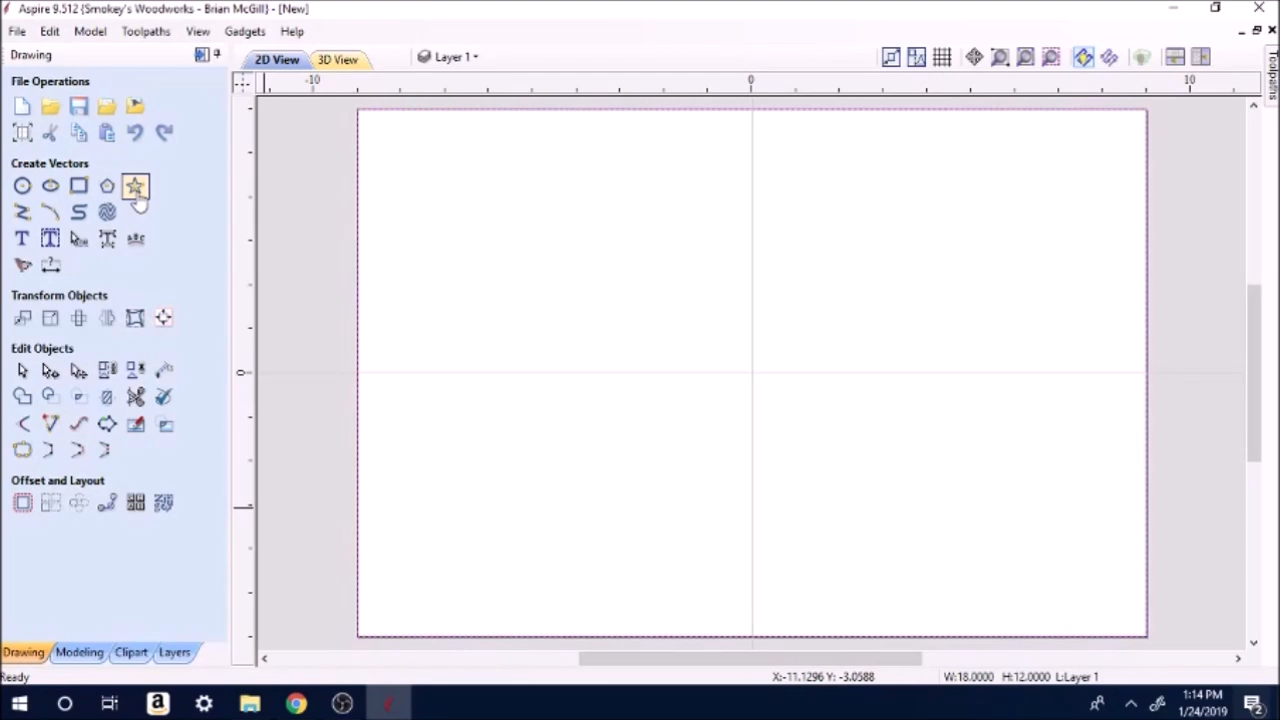 Aspire 9.512 {Smokey's Woodworks - Brian McGill} - [New]
File Edit Model Toolpaths View Gadgets Help
Drawing
2D View 3D View Layer 1
Toolpaths
-10 0 10
File Operations
Create Vectors
Transform Objects
0
Edit Objects
Offset and Layout
Drawing Modeling Clipart Layers
Ready X:-11.1296 Y: -3.0588 W:18.0000 H:12.0000 L:Layer 1
1:14 PM
1/24/2019
2